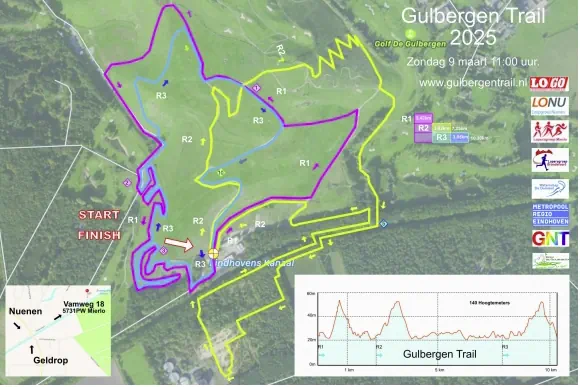 Gulbergen Trail
2025
Golf De Gulbergen
Zondag 9 maart 11:00 uur.
www.gulbergentrail.nl
LOGO
LONU
R1
R2
R3
R2
R1
R3
R3
R1
R2
R3
10
START
FINISH
R1
R3
R2
R2
R1
R3
Eindhovens kanaal
METROPOOL
REGIO
EINDHOVEN
GNT
Vamweg 18
5731PW Mierlo
Nuenen
Geldrop
60m
40m
20m
0m
140 Hoogtemeters
Gulbergen Trail
R1
R2
R3
1 km
5 km
10 km